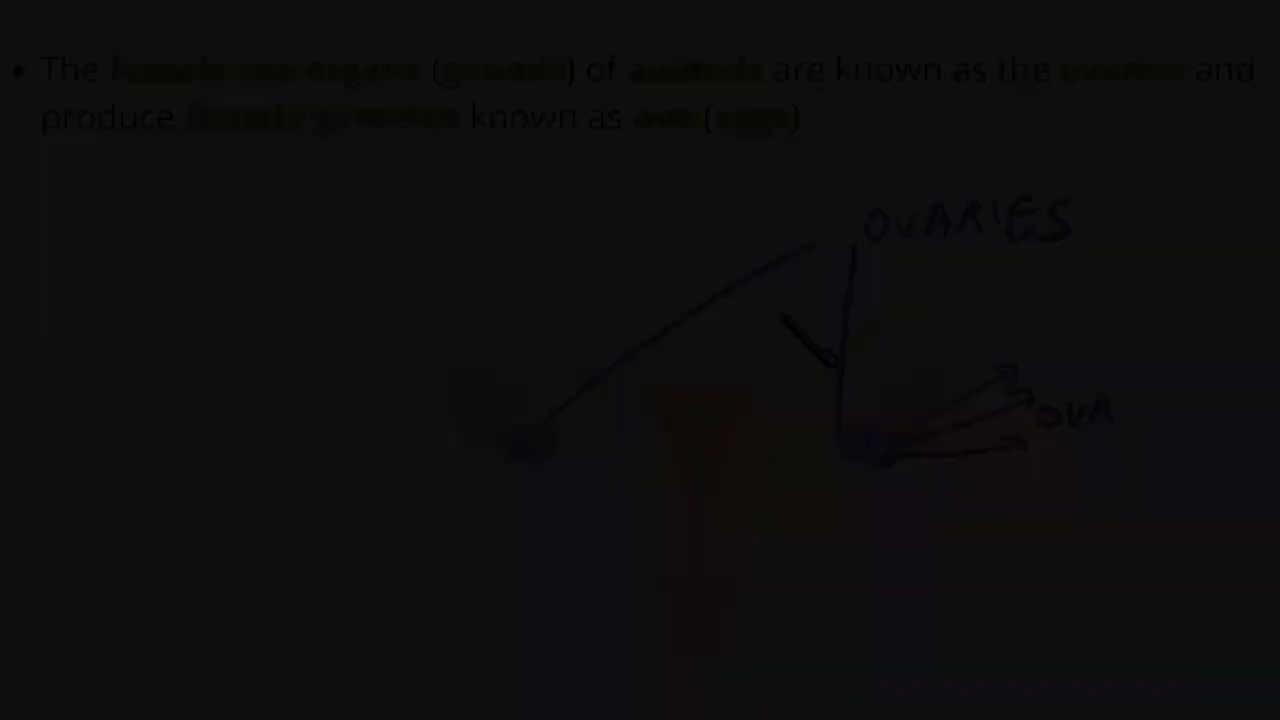 • The female sex organs (gonads) of animals are known as the ovaries and
produce female gametes known as ova (eggs)
OVARIES
OVA